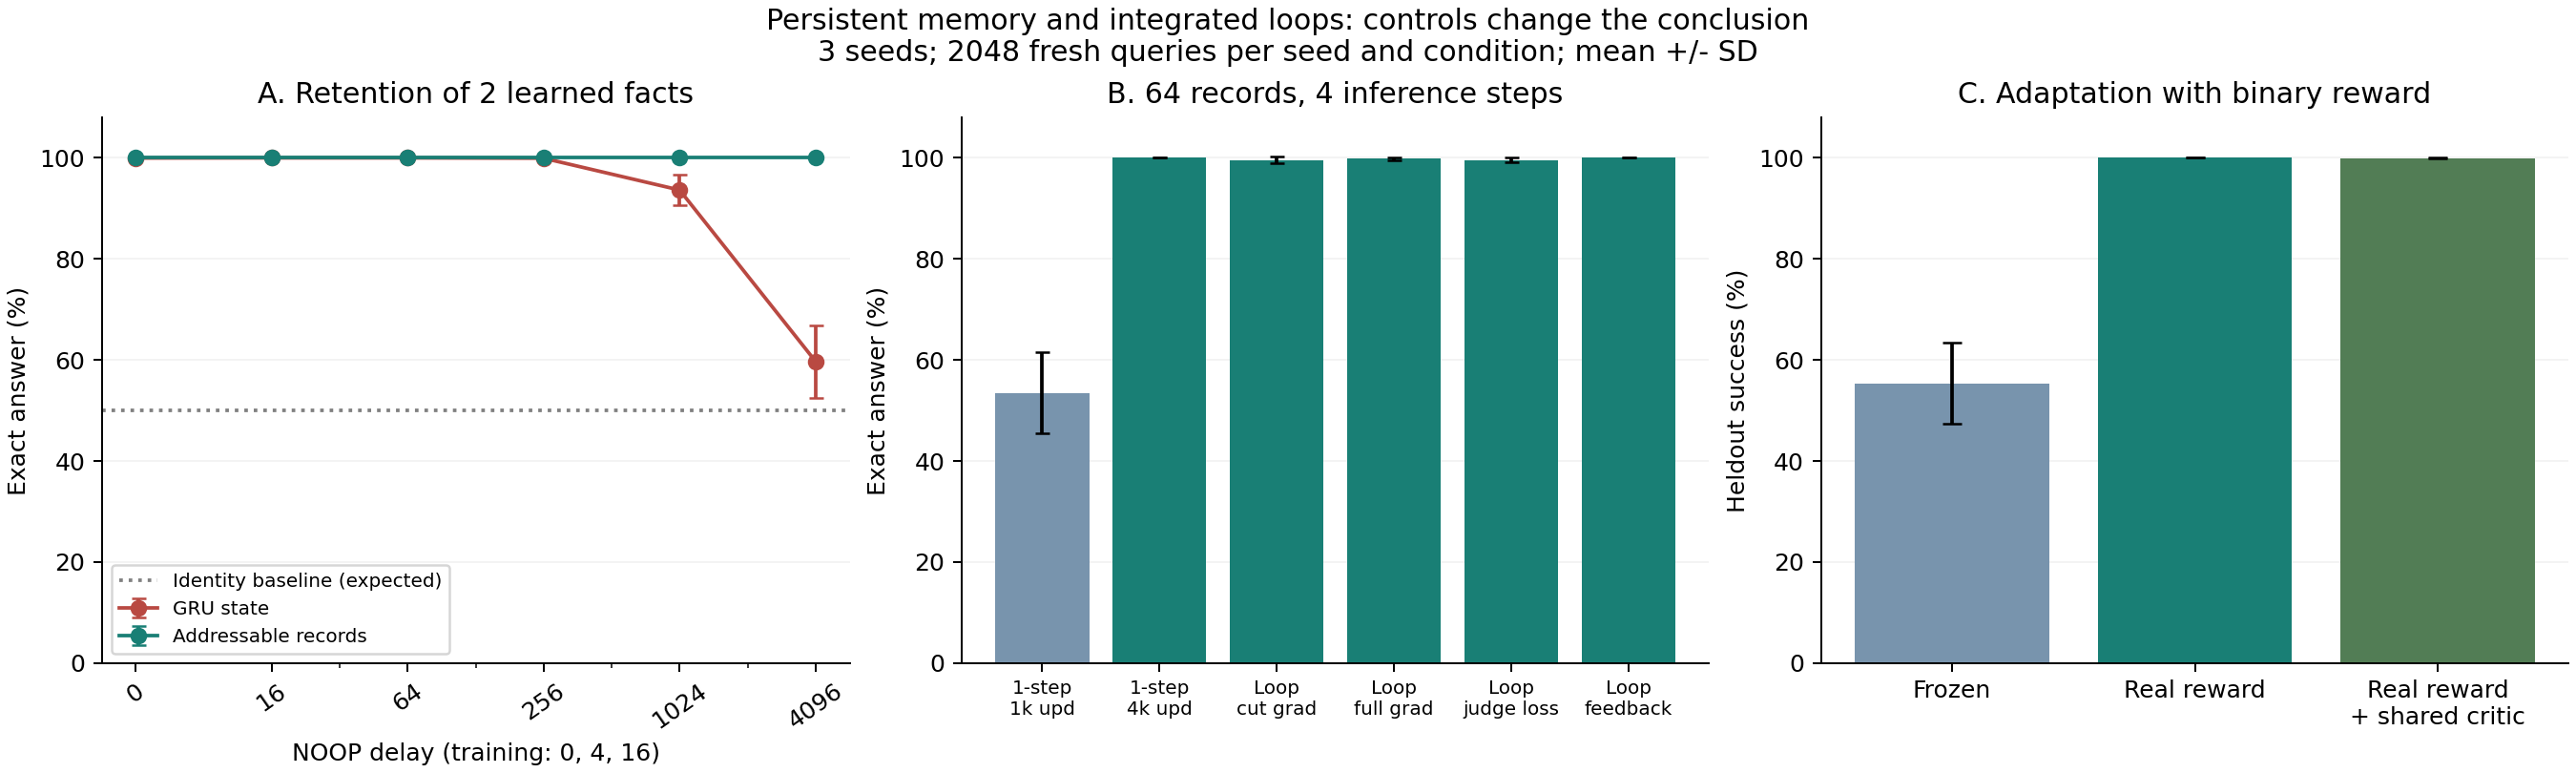 Persistent memory and integrated loops: controls change the conclusion
3 seeds; 2048 fresh queries per seed and condition; mean +/- SD
A. Retention of 2 learned facts
Exact answer (%)
100
80
60
40
20
0
Identity baseline (expected)
GRU state
Addressable records
0
16
64
256
1024
4096
NOOP delay (training: 0, 4, 16)
B. 64 records, 4 inference steps
Exact answer (%)
100
80
60
40
20
0
1-step
1k upd
1-step
4k upd
Loop
cut grad
Loop
full grad
Loop
judge loss
Loop
feedback
C. Adaptation with binary reward
Heldout success (%)
100
80
60
40
20
0
Frozen
Real reward
Real reward
+ shared critic